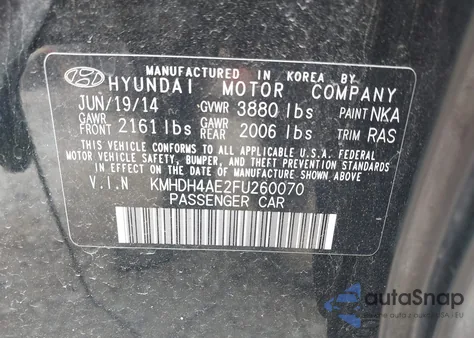 MANUFACTURED IN KOREA BY
HYUNDAI MOTOR COMPANY
JUN/19/14 GVWR 3880 lbs PAINT NKA
GAWR FRONT 2161 lbs GAWR REAR 2006 lbs TRIM RAS
THIS VEHICLE CONFORMS TO ALL APPLICABLE U.S.A. FEDERAL
MOTOR VEHICLE SAFETY, BUMPER, AND THEFT PREVENTION STANDARDS
IN EFFECT ON THE DATE OF MANUFACTURE SHOWN ABOVE.
V.I.N KMHDH4AE2FU260070
PASSENGER CAR
autoSnap